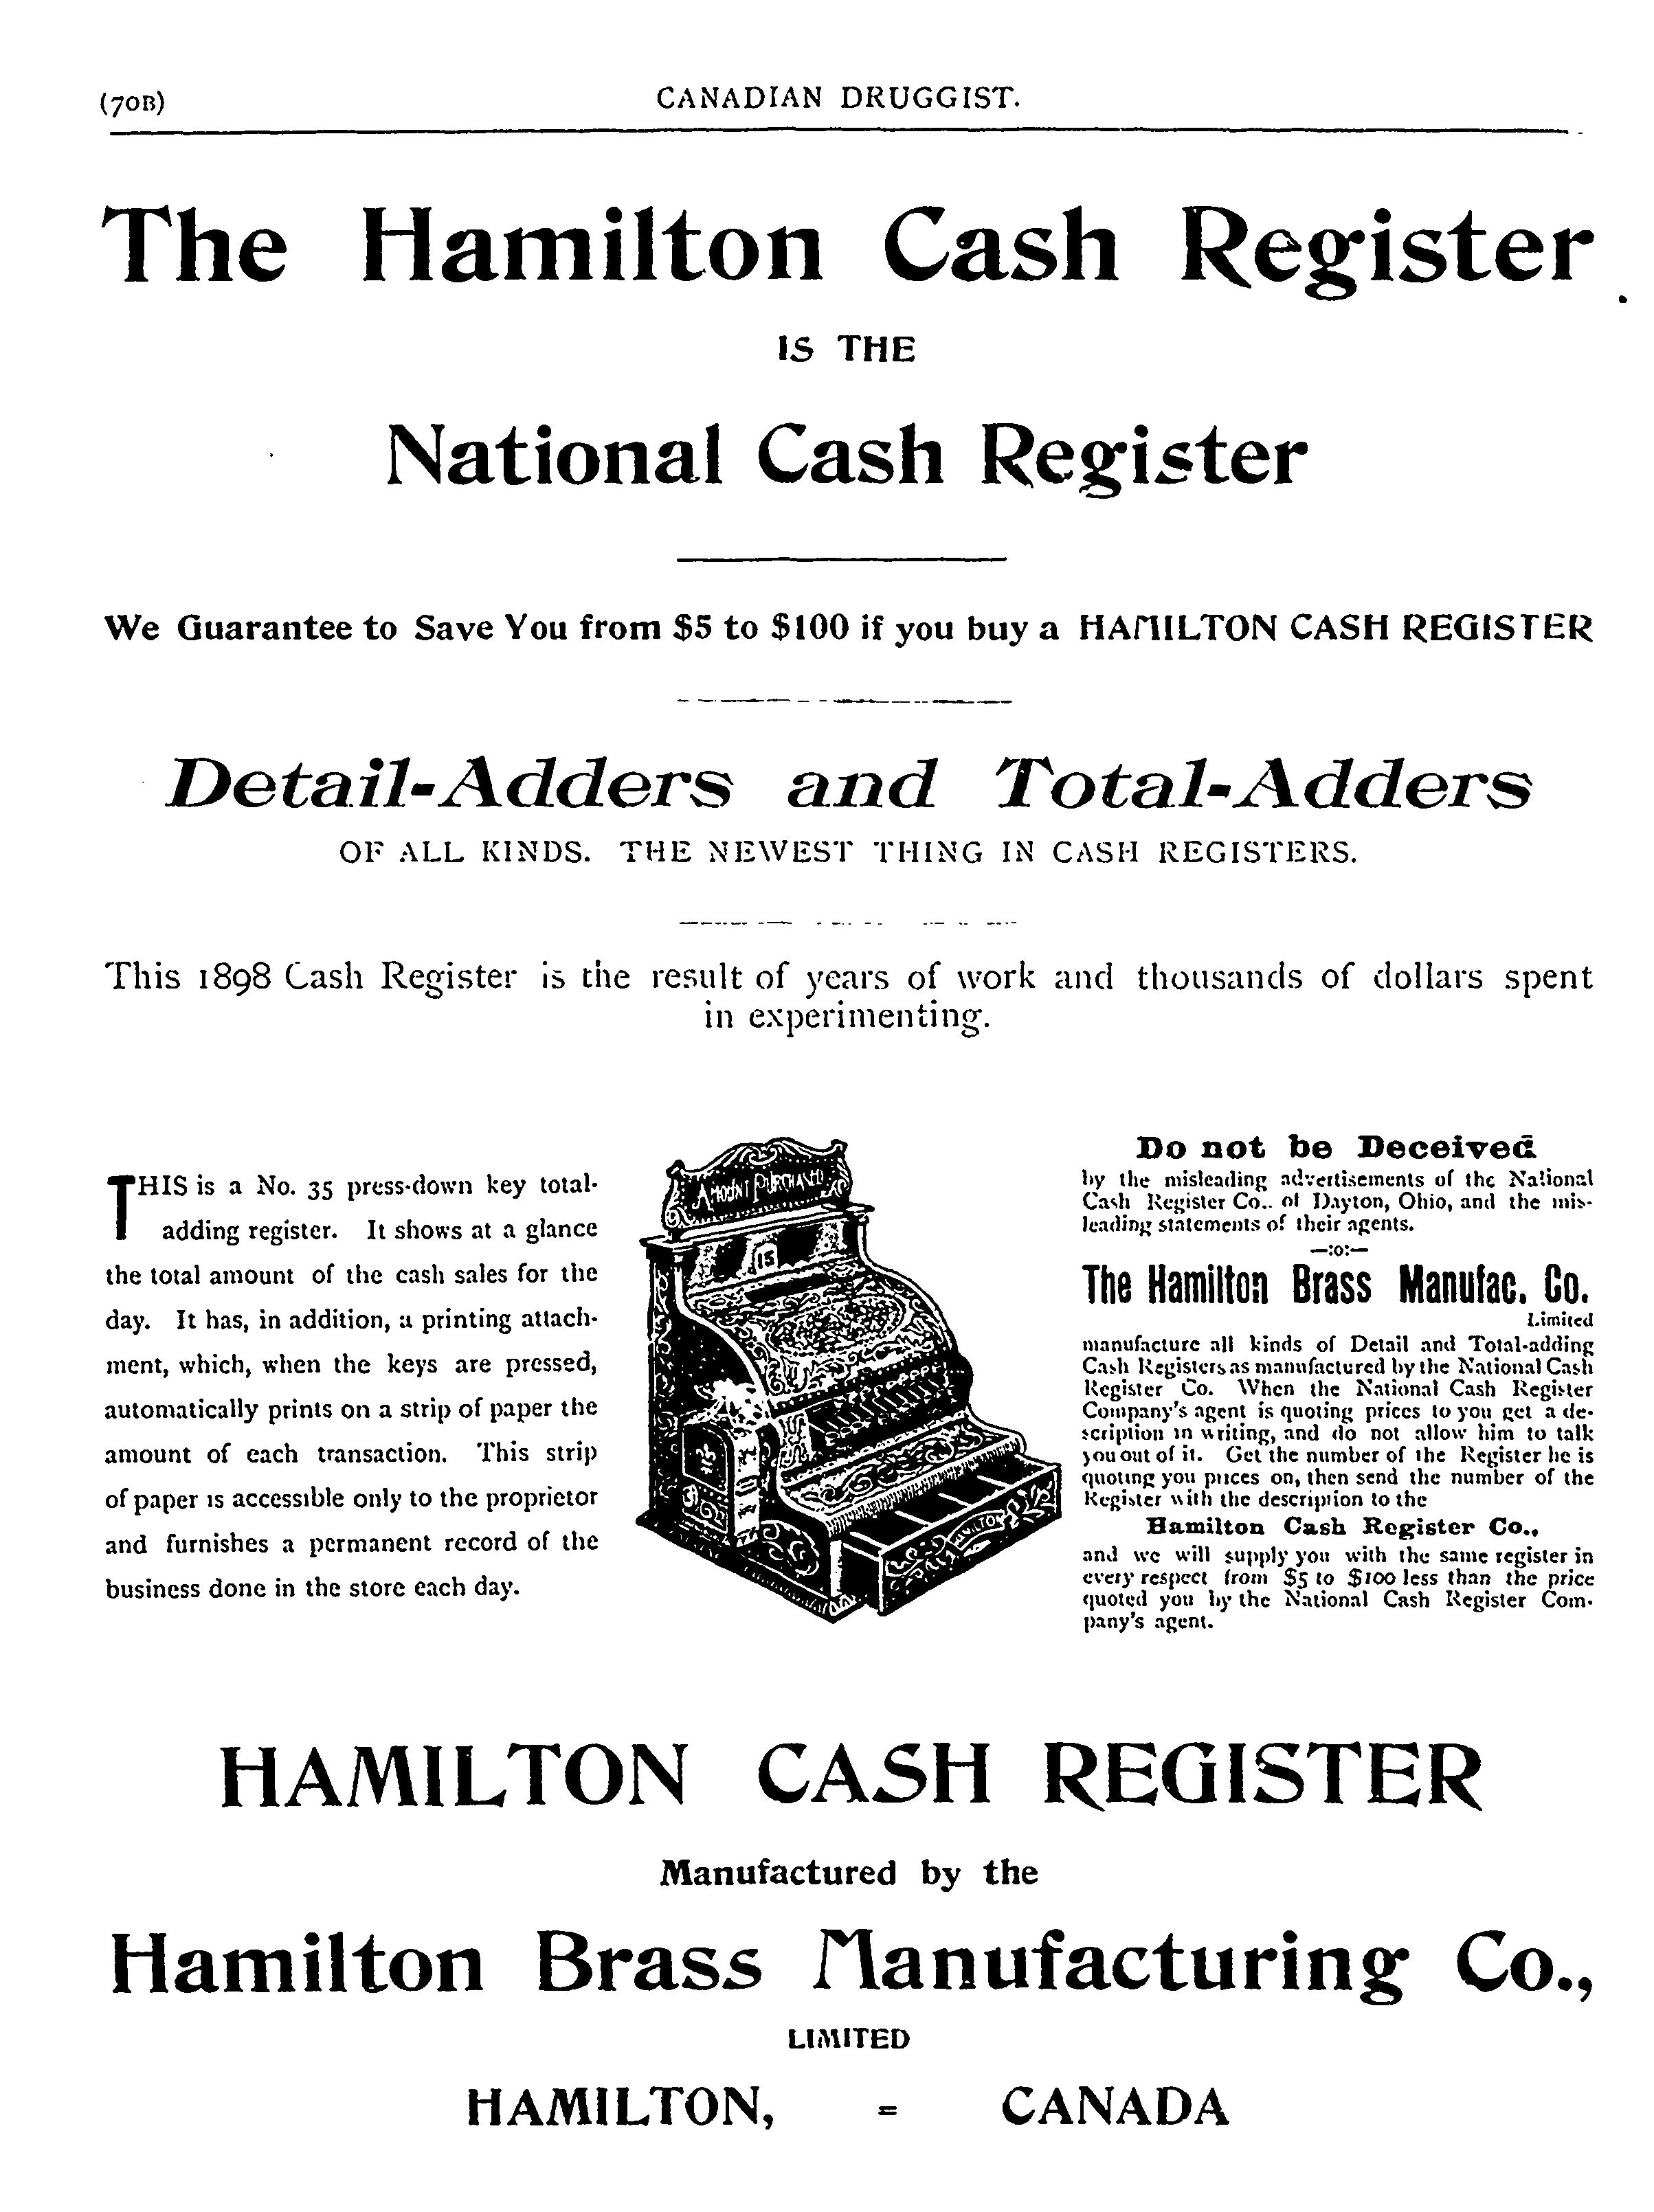 (70B)
CANADIAN DRUGGIST.
The Hamilton Cash Register
IS THE
National Cash Register
We Guarantee to Save You from $5 to $100 if you buy a HAMILTON CASH REGISTER
Detail-Adders and Total-Adders
OF ALL KINDS. THE NEWEST THING IN CASH REGISTERS.
This 1898 Cash Register is the result of years of work and thousands of dollars spent
in experimenting.
THIS is a No. 35 press-down key total-
adding register. It shows at a glance
the total amount of the cash sales for the
day. It has, in addition, a printing attach-
ment, which, when the keys are pressed,
automatically prints on a strip of paper the
amount of each transaction. This strip
of paper is accessible only to the proprietor
and furnishes a permanent record of the
business done in the store each day.
AMOUNT PURCHASED
15
HAMILTON
Do not be Deceived
by the misleading advertisements of the National
Cash Register Co.. of Dayton, Ohio, and the mis-
leading statements of their agents.
—:o:—
The Hamilton Brass Manufac. Co.
Limited
manufacture all kinds of Detail and Total-adding
Cash Registers as manufactured by the National Cash
Register Co. When the National Cash Register
Company's agent is quoting prices to you get a de-
scription in writing, and do not allow him to talk
you out of it. Get the number of the Register he is
quoting you prices on, then send the number of the
Register with the description to the
Hamilton Cash Register Co.,
and we will supply you with the same register in
every respect from $5 to $100 less than the price
quoted you by the National Cash Register Com-
pany's agent.
HAMILTON CASH REGISTER
Manufactured by the
Hamilton Brass Manufacturing Co.,
LIMITED
HAMILTON, = CANADA